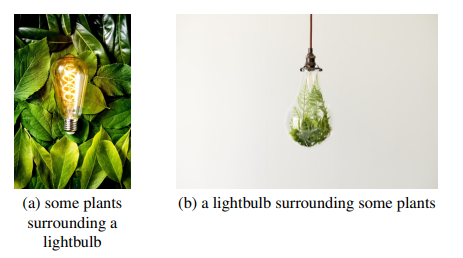 (a) some plants
surrounding a
lightbulb
(b) a lightbulb surrounding some plants